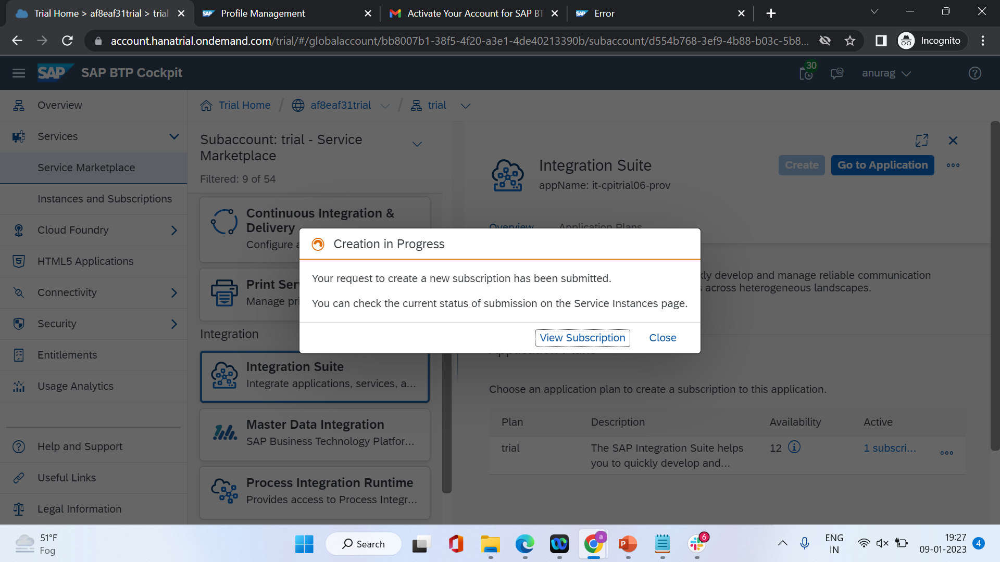 Trial Home > af8eaf31trial > trial
Profile Management
Activate Your Account for SAP BT
Error
account.hanatrial.ondemand.com/trial/#/globalaccount/bb8007b1-38f5-4f20-a3e1-4de40213390b/subaccount/d554b768-3ef9-4b88-b03c-5b8...
Incognito
SAP
SAP BTP Cockpit
30
anurag
Overview
Services
Service Marketplace
Instances and Subscriptions
Cloud Foundry
HTML5 Applications
Connectivity
Security
Entitlements
Usage Analytics
Help and Support
Useful Links
Legal Information
Trial Home / af8eaf31trial / trial
Subaccount: trial - Service
Marketplace
Filtered: 9 of 54
Continuous Integration &
Delivery
Configure
Print Ser
Manage pri
Integration
Integration Suite
Integrate applications, services, a...
Master Data Integration
SAP Business Technology Platfor...
Process Integration Runtime
Provides access to Process Integr...
Integration Suite
appName: it-cpitrial06-prov
Create
Go to Application
Overview
Application Plans
kly develop and manage reliable communication
across heterogeneous landscapes.
Creation in Progress
Your request to create a new subscription has been submitted.
You can check the current status of submission on the Service Instances page.
View Subscription
Close
Choose an application plan to create a subscription to this application.
Plan
Description
Availability
Active
trial
The SAP Integration Suite helps
you to quickly develop and...
12
1 subscri...
51°F
Fog
Search
a
6
ENG
IN
19:27
09-01-2023
4